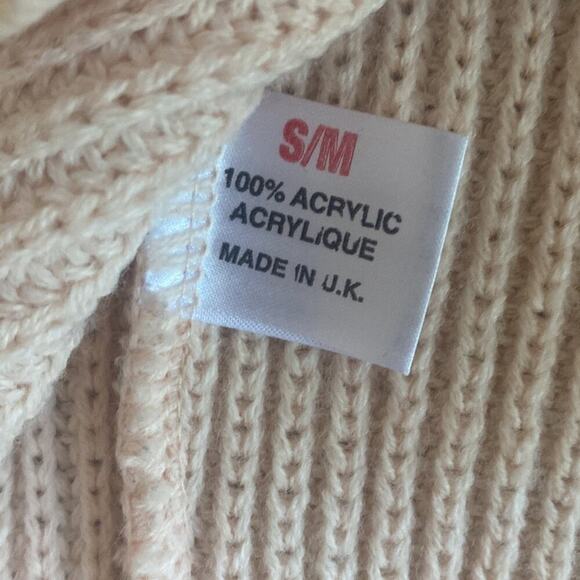 S/M
100% ACRYLIC
ACRYLIQUE
MADE IN U.K.